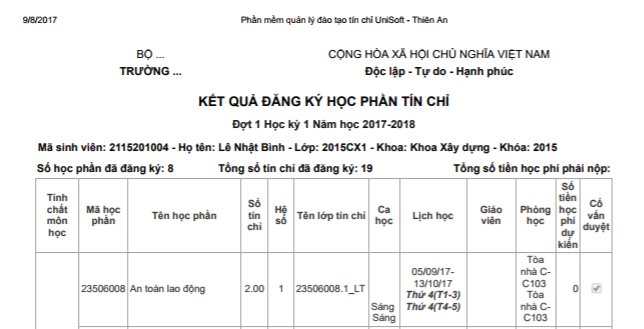 9/8/2017 Phần mềm quản lý đào tạo tín chỉ UniSoft - Thiên An
BỘ ... CỘNG HÒA XÃ HỘI CHỦ NGHĨA VIỆT NAM
TRƯỜNG ... Độc lập - Tự do - Hạnh phúc
KẾT QUẢ ĐĂNG KÝ HỌC PHẦN TÍN CHỈ
Đợt 1 Học kỳ 1 Năm học 2017-2018
Mã sinh viên: 2115201004 - Họ tên: Lê Nhật Bình - Lớp: 2015CX1 - Khoa: Khoa Xây dựng - Khóa: 2015
Số học phần đã đăng ký: 8 Tổng số tín chỉ đã đăng ký: 19 Tổng số tiền học phí phải nộp:
Tính
chất
môn
học
Mã học
phần
Tên học phần
Số
tín
chỉ
Hệ
số
Tên lớp tín chỉ
Ca
học
Lịch học
Giáo
viên
Phòng
học
Số
tiền
học
phí
dự
kiến
Cố
vấn
duyệt
23506008
An toàn lao động
2.00
1
23506008.1_LT
Sáng
Sáng
05/09/17-
13/10/17
Thứ 4(T1-3)
Thứ 4(T4-5)
Tòa
nhà C-
C103
Tòa
nhà C-
C103
0